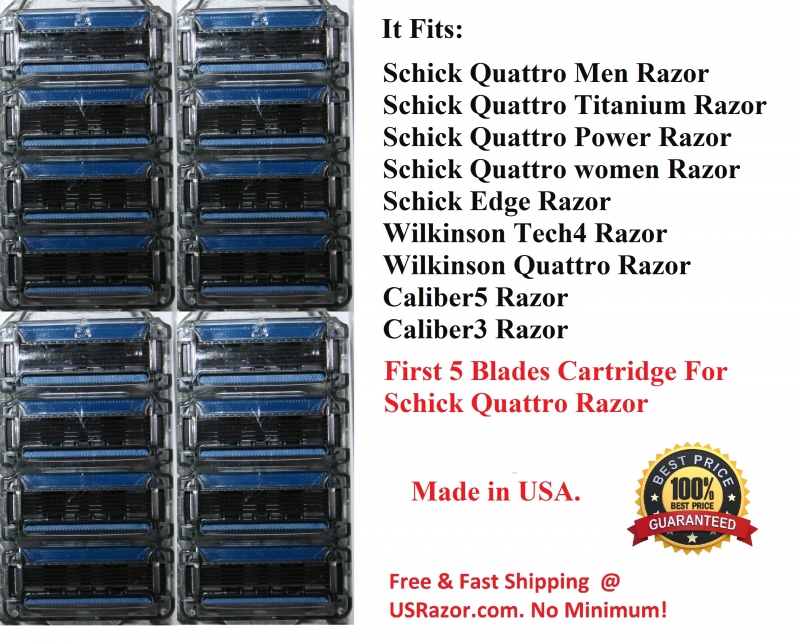 It Fits:
Schick Quattro Men Razor
Schick Quattro Titanium Razor
Schick Quattro Power Razor
Schick Quattro women Razor
Schick Edge Razor
Wilkinson Tech4 Razor
Wilkinson Quattro Razor
Caliber5 Razor
Caliber3 Razor
First 5 Blades Cartridge For
Schick Quattro Razor
Made in USA.
BEST PRICE
100%
BEST PRICE
GUARANTEED
Free & Fast Shipping @
USRazor.com. No Minimum!